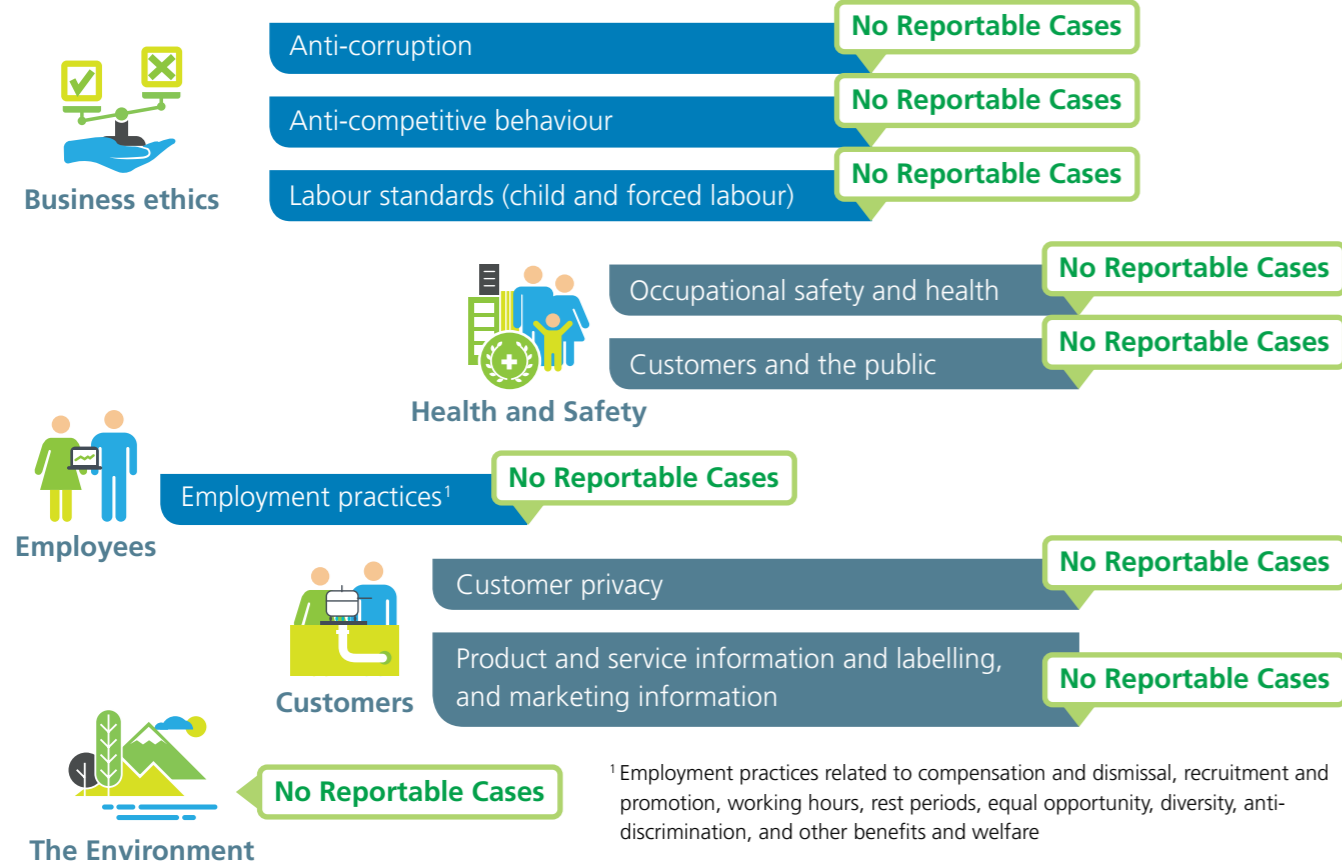 Anti-corruption
No Reportable Cases
Anti-competitive behaviour
No Reportable Cases
Labour standards (child and forced labour)
No Reportable Cases
Business ethics
Occupational safety and health
No Reportable Cases
Customers and the public
No Reportable Cases
Health and Safety
Employment practices¹
No Reportable Cases
Employees
Customer privacy
No Reportable Cases
Product and service information and labelling,
and marketing information
No Reportable Cases
Customers
No Reportable Cases
The Environment
¹ Employment practices related to compensation and dismissal, recruitment and
promotion, working hours, rest periods, equal opportunity, diversity, anti-
discrimination, and other benefits and welfare